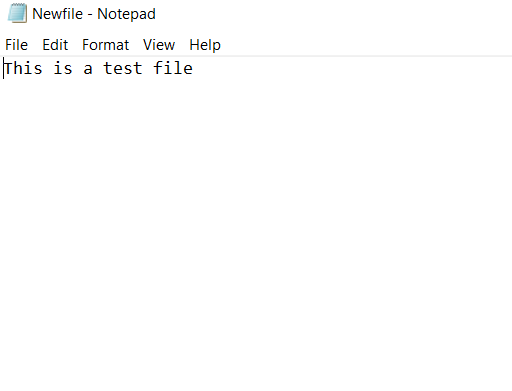 Newfile - Notepad
File Edit Format View Help
This is a test file